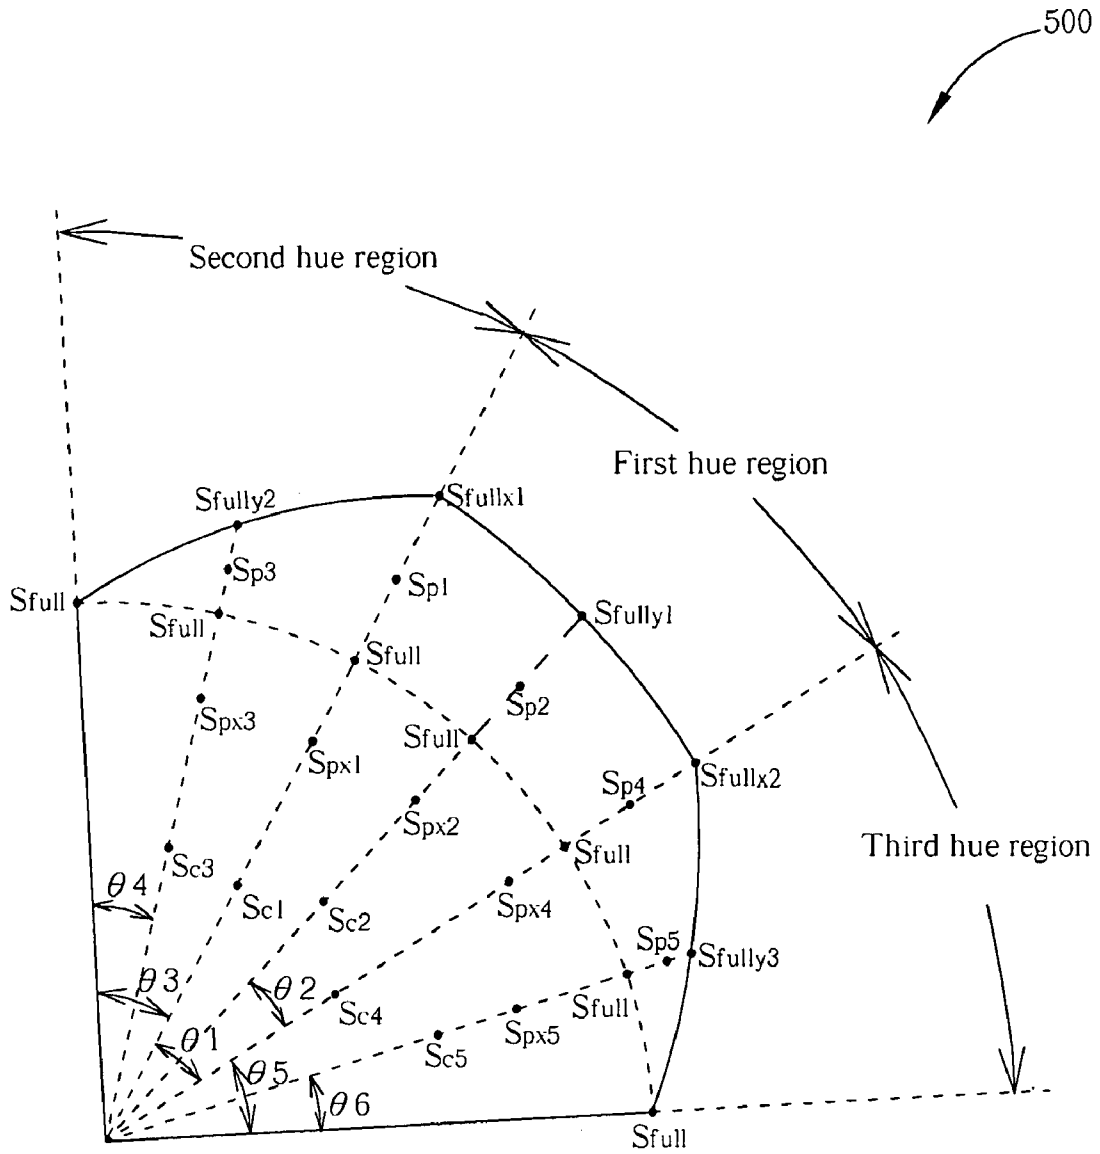 500
Second hue region
First hue region
Sfully2
Sfullx1
Sp3
Sp1
Sfull
Sfull
Sfully1
Sfull
Spx3
Sp2
Sfull
Spx1
Sfullx2
Sp4
Spx2
Third hue region
Sfull
Sc3
θ4
Sc1
Sc2
Spx4
Sp5
Sfully3
θ3
θ2
Sc4
Sfull
Spx5
θ1
Sc5
θ5
θ6
Sfull